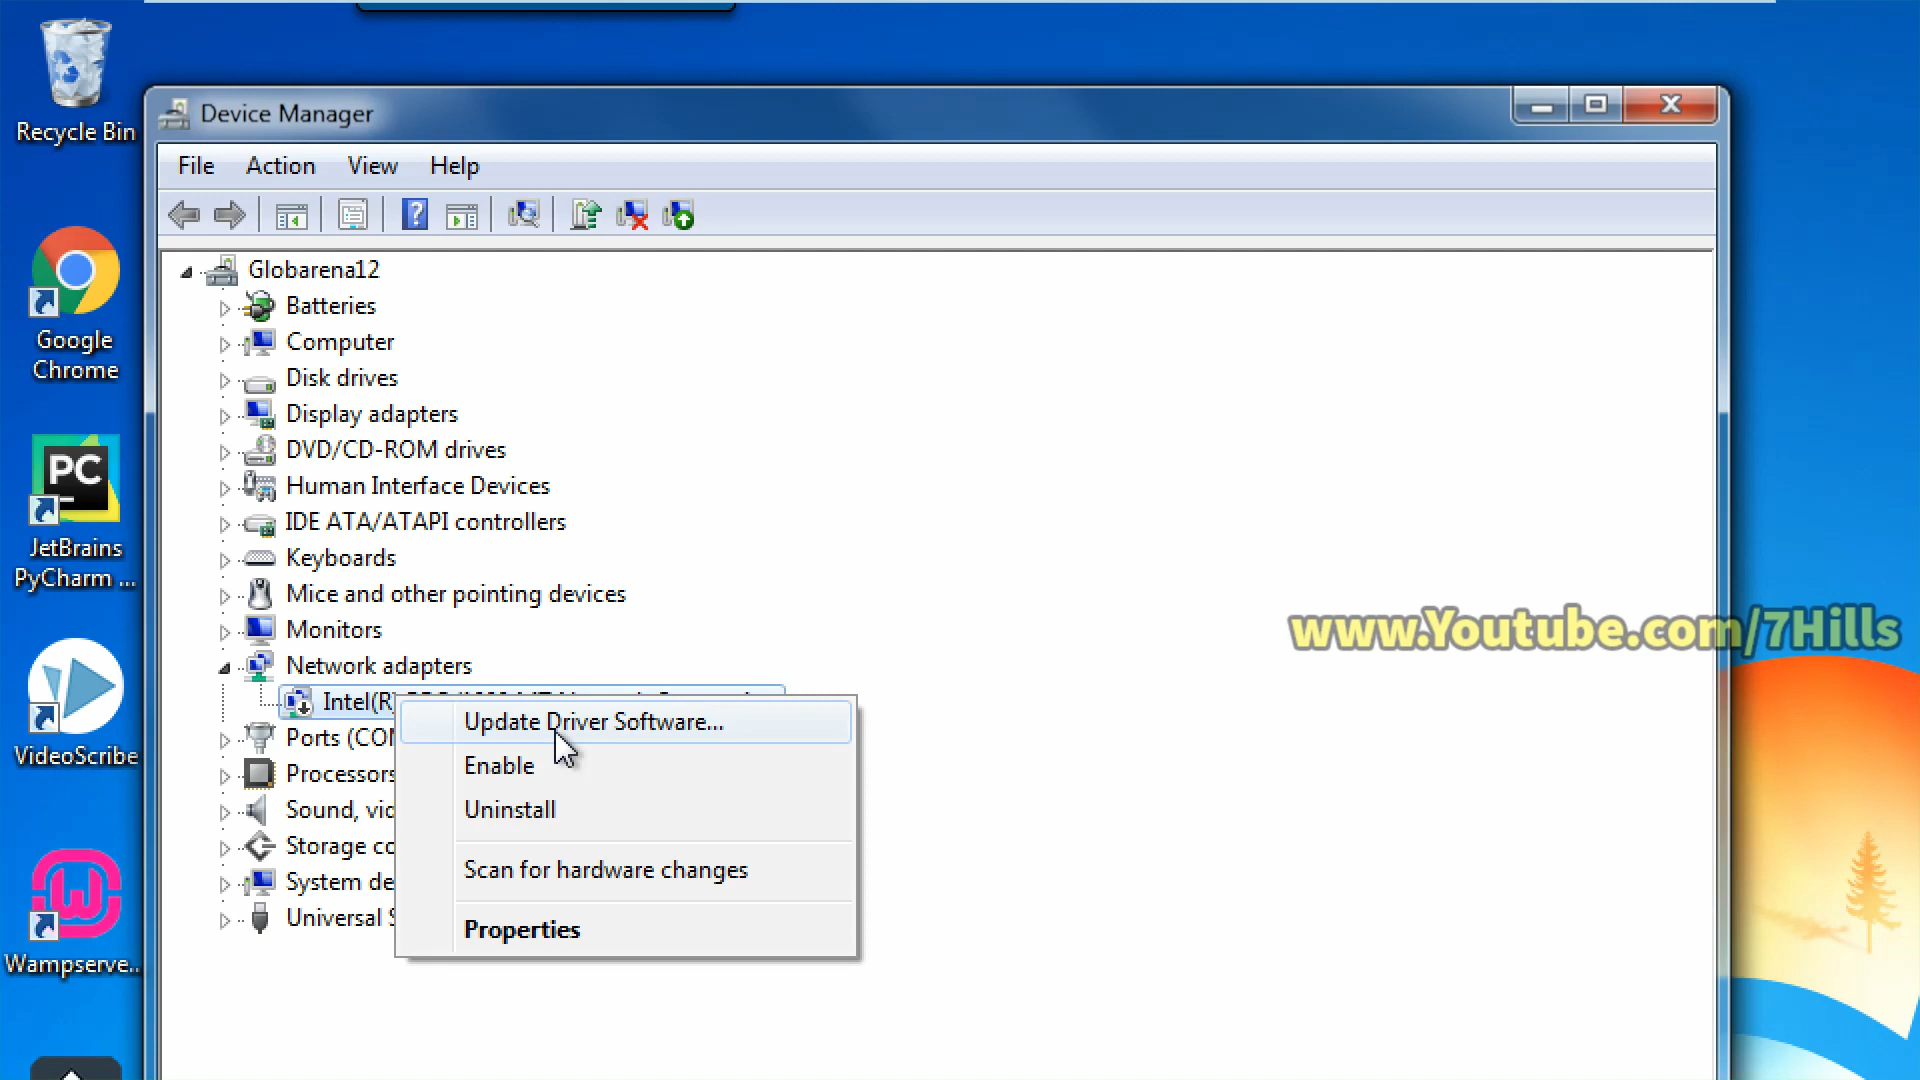 Recycle Bin
Google
Chrome
PC
JetBrains
PyCharm ...
VideoScribe
Wampserve...
Device Manager
File Action View Help
Globarena12
Batteries
Computer
Disk drives
Display adapters
DVD/CD-ROM drives
Human Interface Devices
IDE ATA/ATAPI controllers
Keyboards
Mice and other pointing devices
Monitors
Network adapters
Intel(R)
Ports (COM
Processors
Sound, vid
Storage co
System de
Universal S
Update Driver Software...
Enable
Uninstall
Scan for hardware changes
Properties
www.Youtube.com/7Hills